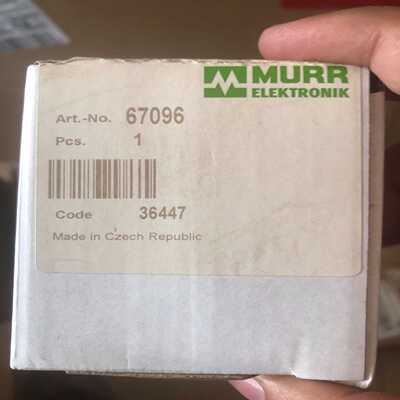 MURR
ELEKTRONIK
Art.-No. 67096
Pcs. 1
Code 36447
Made in Czech Republic